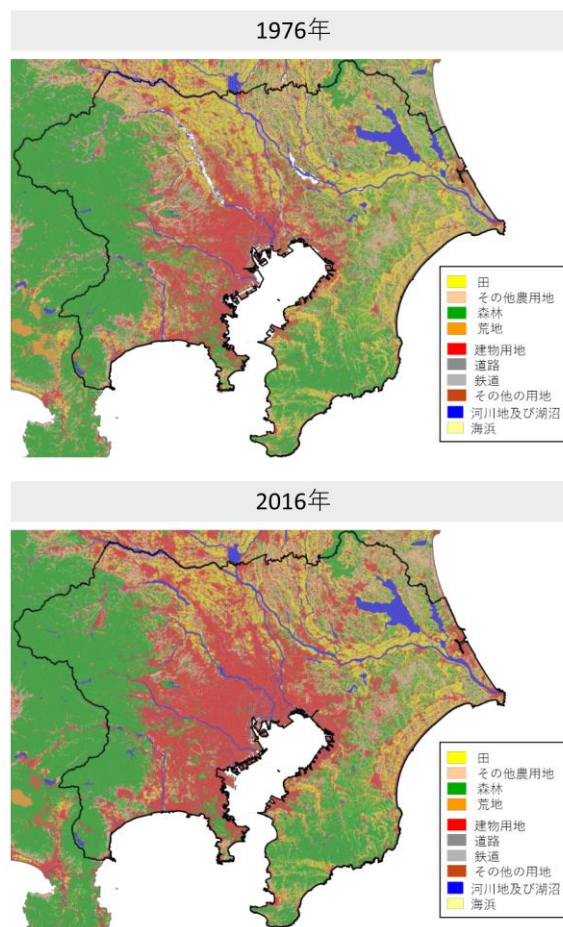 1976年
田
その他農用地
森林
荒地
建物用地
道路
鉄道
その他の用地
河川地及び湖沼
海浜
2016年
田
その他農用地
森林
荒地
建物用地
道路
鉄道
その他の用地
河川地及び湖沼
海浜